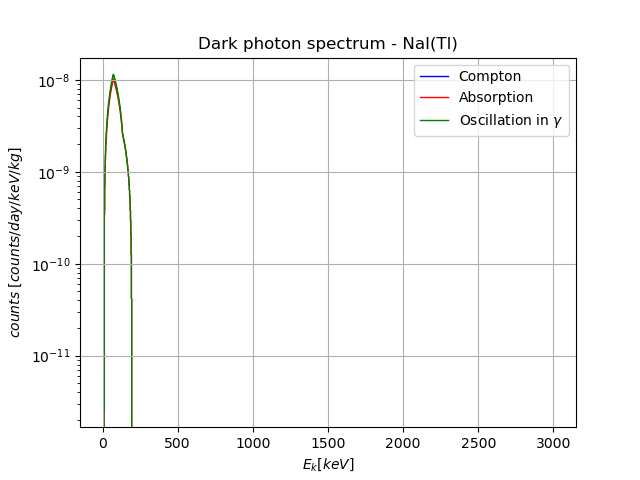 Dark photon spectrum - NaI(Tl)
Compton
Absorption
Oscillation in γ
10⁻⁸
10⁻⁹
10⁻¹⁰
10⁻¹¹
counts [counts/day/keV/kg]
0 500 1000 1500 2000 2500 3000
Eₖ[keV]